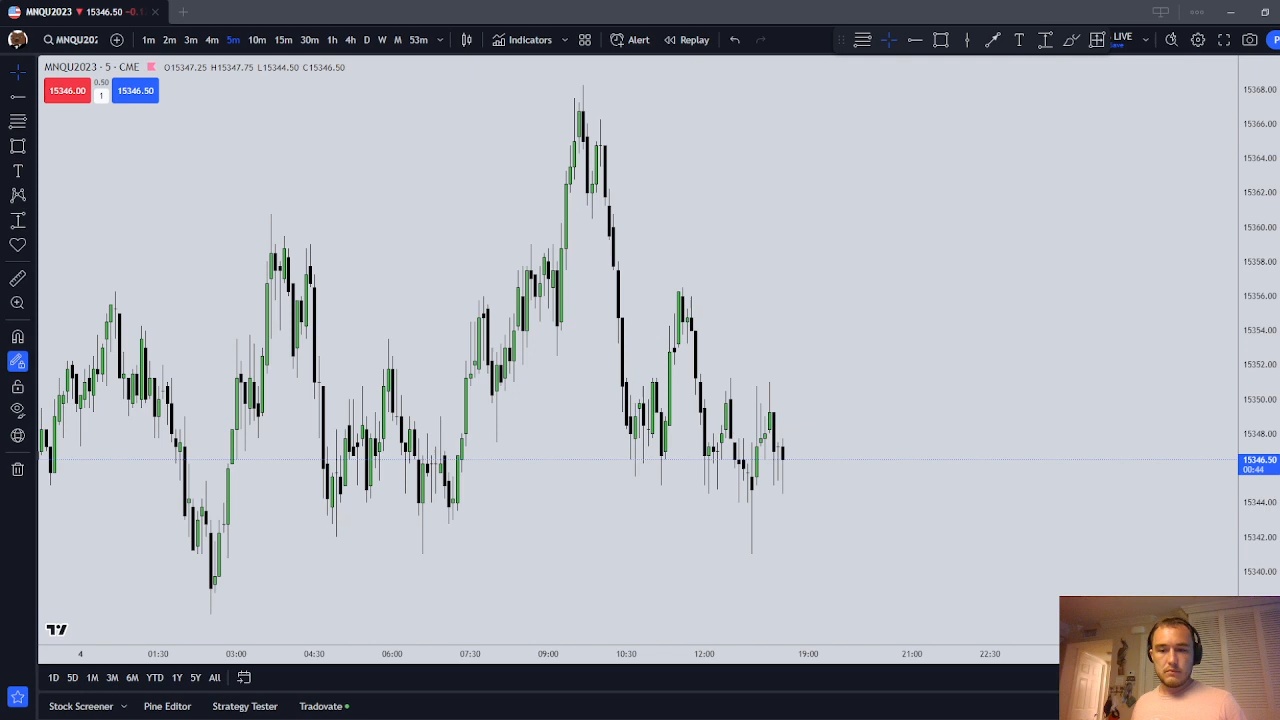 MNQU2023 ▼ 15346.50 −0.1
MNQU202 1m 2m 3m 4m 5m 10m 15m 30m 1h 4h D W M 53m Indicators Alert Replay LIVE P
Save
MNQU2023 · 5 · CME O15347.25 H15347.75 L15344.50 C15346.50
15346.00 0.50 1 15346.50
15368.00
15366.00
15364.00
15362.00
15360.00
15358.00
15356.00
15354.00
15352.00
15350.00
15348.00
15346.50
00:44
15344.00
15342.00
15340.00
4 01:30 03:00 04:30 06:00 07:30 09:00 10:30 12:00 19:00 21:00 22:30
1D 5D 1M 3M 6M YTD 1Y 5Y All
Stock Screener Pine Editor Strategy Tester Tradovate